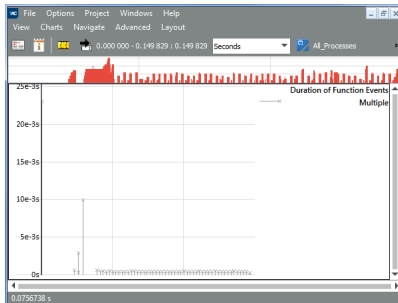 File Options Project Windows Help
View Charts Navigate Advanced Layout
0.000 000 - 0.149 829 : 0.149 829 Seconds All_Processes
Duration of Function Events
Multiple
25e-3s
20e-3s
15e-3s
10e-3s
5e-3s
0s
0.0756738 s